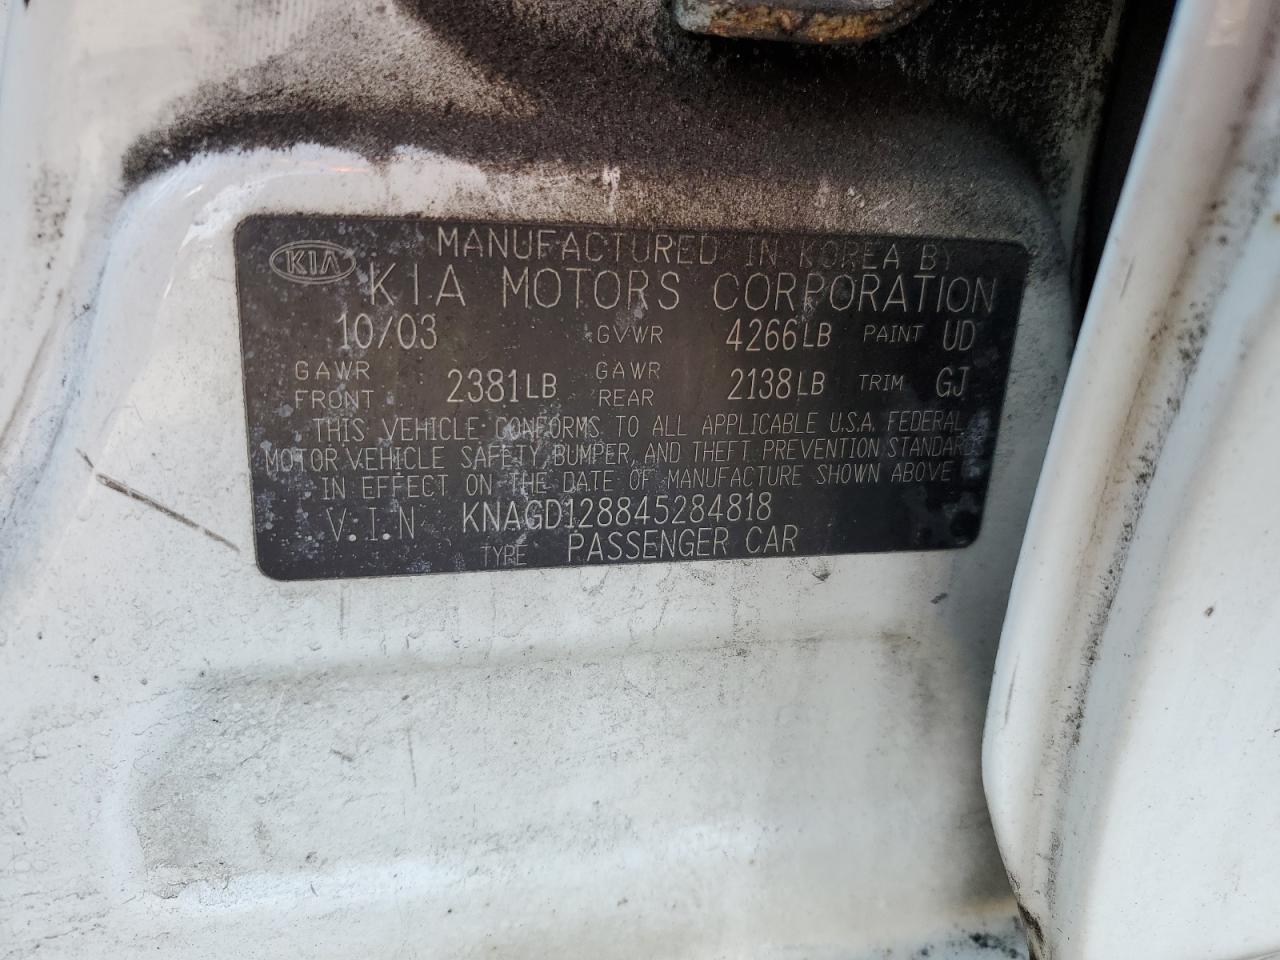 KIA MANUFACTURED IN KOREA BY
KIA MOTORS CORPORATION
10/03 GVWR 4266LB PAINT UD
GAWR FRONT 2381LB GAWR REAR 2138LB TRIM GJ
THIS VEHICLE CONFORMS TO ALL APPLICABLE U.S.A. FEDERAL
MOTOR VEHICLE SAFETY, BUMPER, AND THEFT PREVENTION STANDARDS
IN EFFECT ON THE DATE OF MANUFACTURE SHOWN ABOVE
V.I.N KNAGD128845284818
TYPE PASSENGER CAR